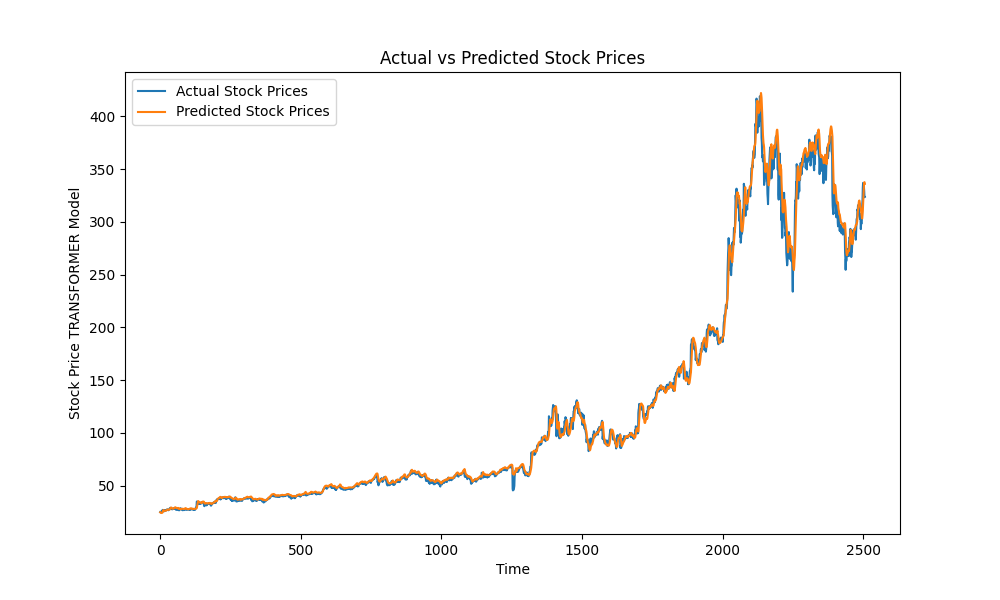 Actual vs Predicted Stock Prices
Actual Stock Prices
Predicted Stock Prices
Stock Price TRANSFORMER Model
400
350
300
250
200
150
100
50
0
500
1000
1500
2000
2500
Time